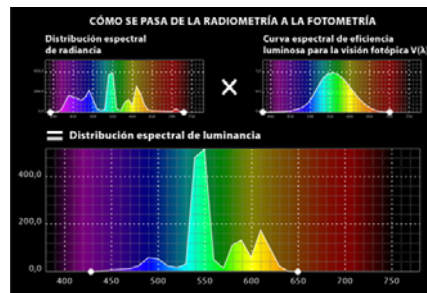 CÓMO SE PASA DE LA RADIOMETRÍA A LA FOTOMETRÍA
Distribución espectral
de radiancia
Curva espectral de eficiencia
luminosa para la visión fotópica V(λ)
×
= Distribución espectral de luminancia
400,0
200,0
0,0
400 450 500 550 600 650 700 750